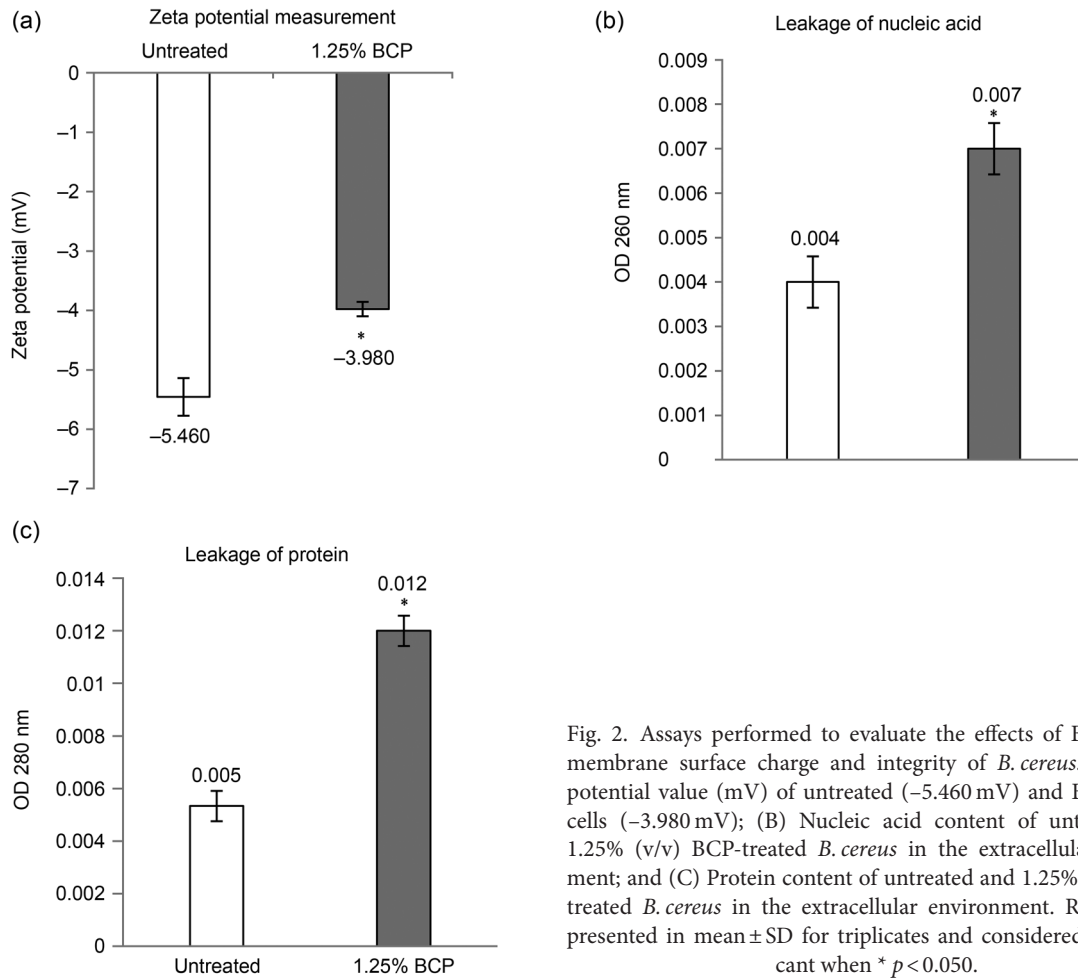 (a)
Zeta potential measurement
Untreated 1.25% BCP
0
–1
–2
–3
–4
–5
–6
–7
Zeta potential (mV)
–5.460
*
–3.980
(b)
Leakage of nucleic acid
0.009
0.008
0.007
0.006
0.005
0.004
0.003
0.002
0.001
0
OD 260 nm
0.004
0.007
*
(c)
Leakage of protein
0.014
0.012
0.01
0.008
0.006
0.004
0.002
0
OD 280 nm
0.005
0.012
*
Untreated 1.25% BCP
Fig. 2. Assays performed to evaluate the effects of
membrane surface charge and integrity of B. cereus
potential value (mV) of untreated (–5.460 mV) and
cells (–3.980 mV); (B) Nucleic acid content of unt
1.25% (v/v) BCP-treated B. cereus in the extracellula
ment; and (C) Protein content of untreated and 1.25%
treated B. cereus in the extracellular environment. R
presented in mean ± SD for triplicates and considered
cant when * p < 0.050.